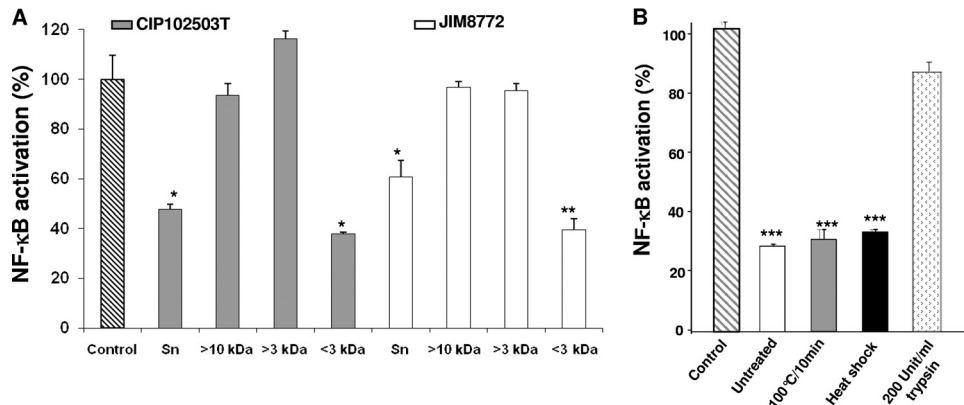 A
CIP102503T
JIM8772
NF-κB activation (%)
120
100
80
60
40
20
0
*
*
*
**
Control
Sn
>10 kDa
>3 kDa
<3 kDa
Sn
>10 kDa
>3 kDa
<3 kDa
B
NF-κB activation (%)
100
80
60
40
20
0
***
***
***
Control
Untreated
100°C/10min
Heat shock
200 Unit/ml
trypsin